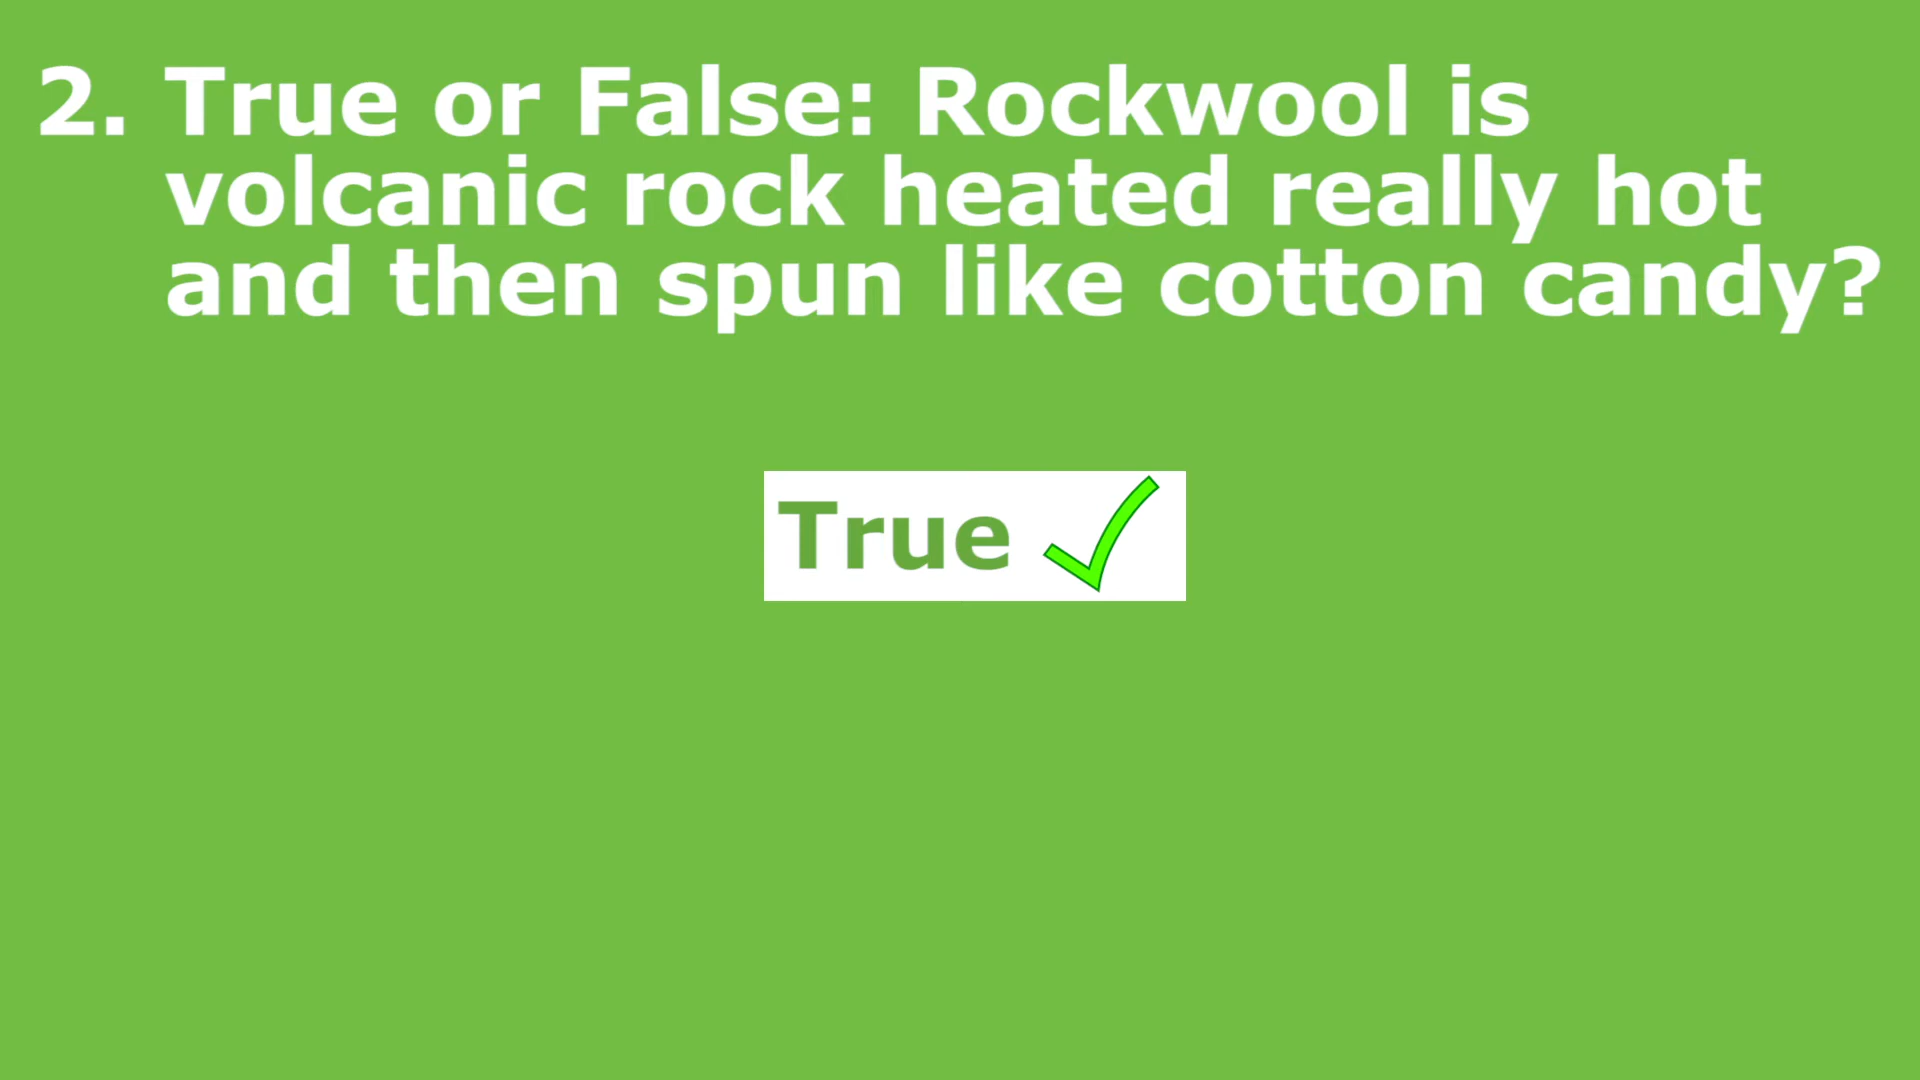 2. True or False: Rockwool is
volcanic rock heated really hot
and then spun like cotton candy?
True